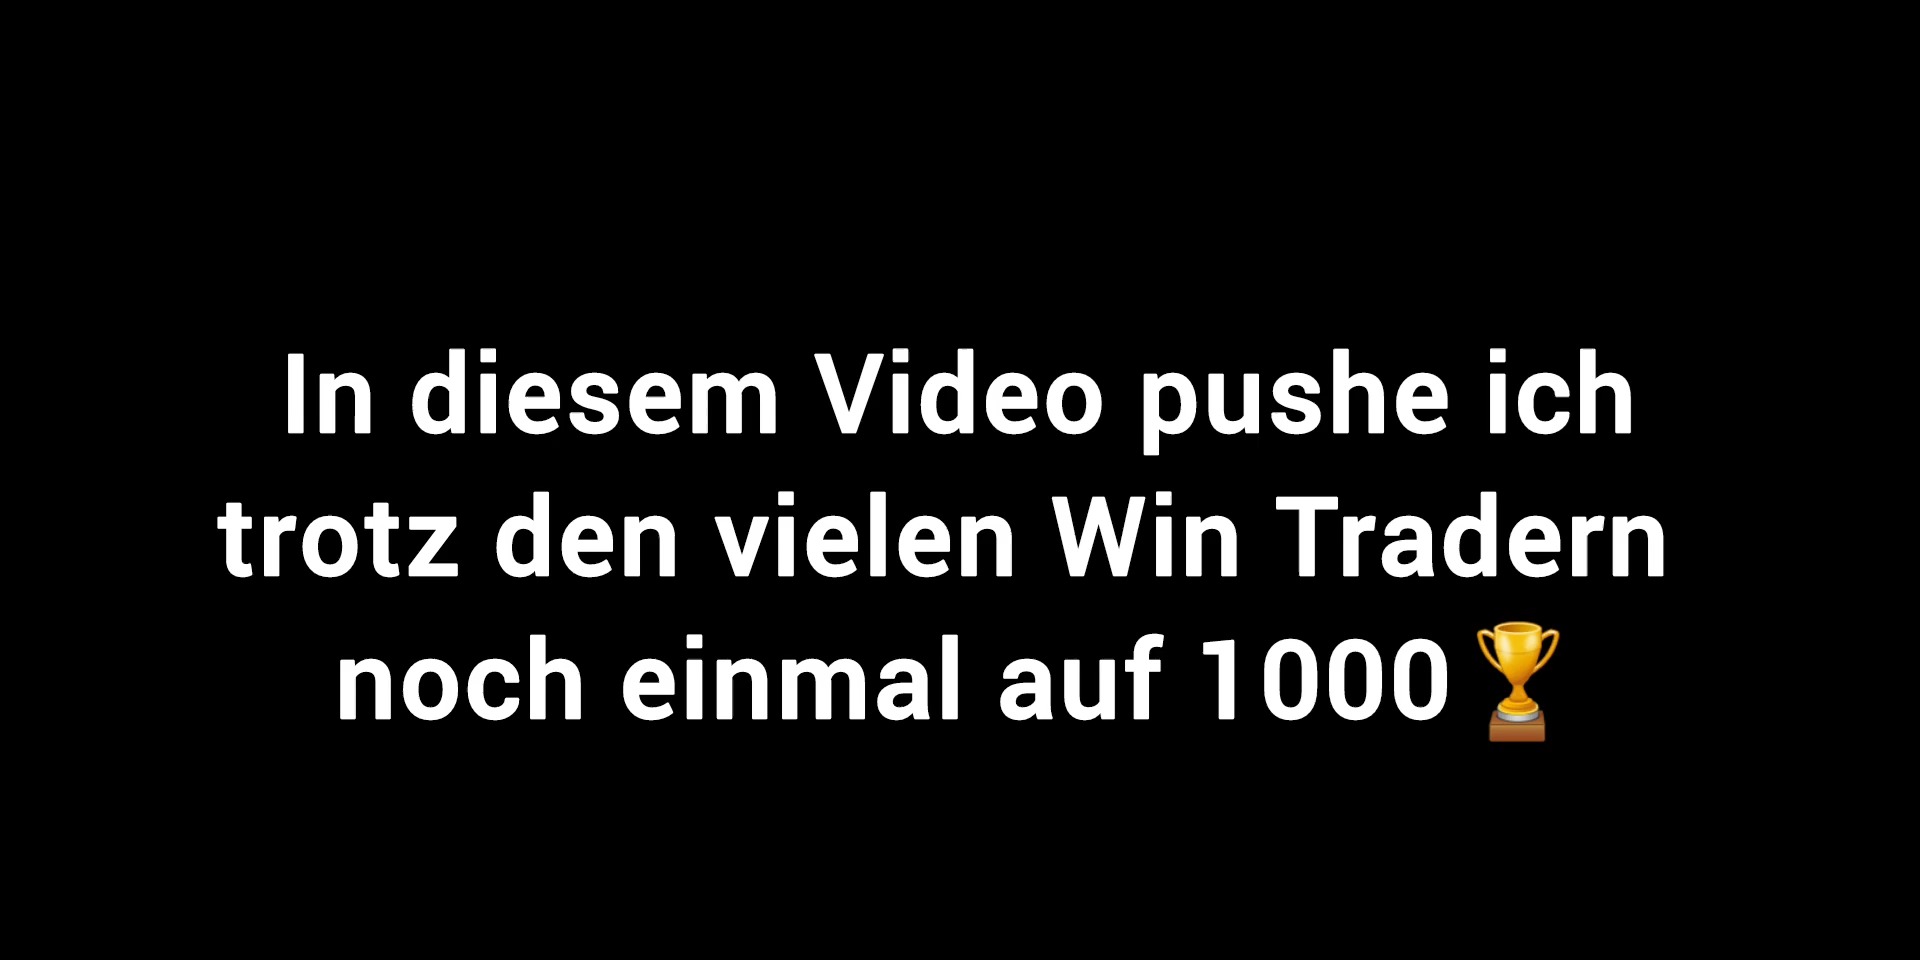 In diesem Video pushe ich
trotz den vielen Win Tradern
noch einmal auf 1000🏆